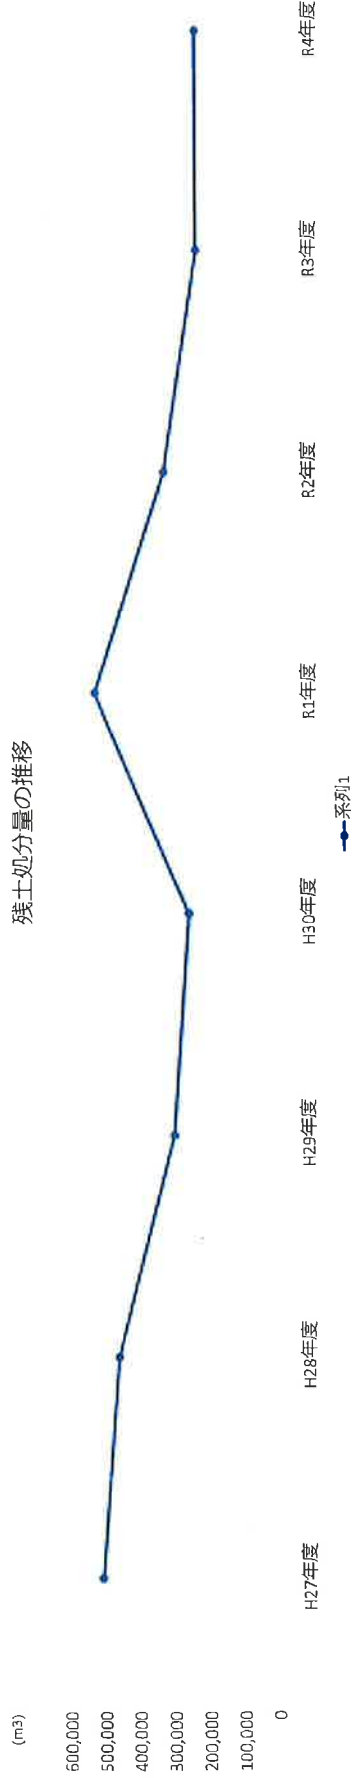 残土処分量の推移
(m3)
600,000
500,000
400,000
300,000
200,000
100,000
0
H27年度
H28年度
H29年度
H30年度
R1年度
R2年度
R3年度
R4年度
系列1